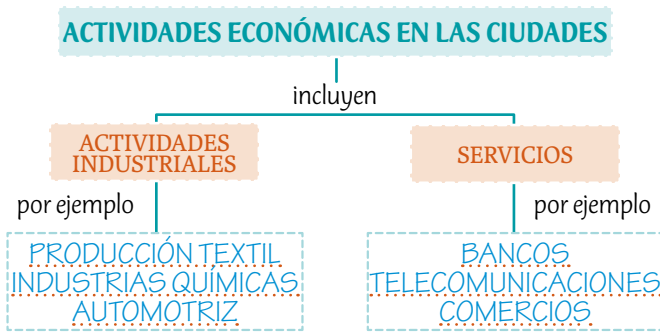 ACTIVIDADES ECONÓMICAS EN LAS CIUDADES
incluyen
ACTIVIDADES
INDUSTRIALES
SERVICIOS
por ejemplo
por ejemplo
PRODUCCIÓN TEXTIL
INDUSTRIAS QUÍMICAS
AUTOMOTRIZ
BANCOS
TELECOMUNICACIONES
COMERCIOS